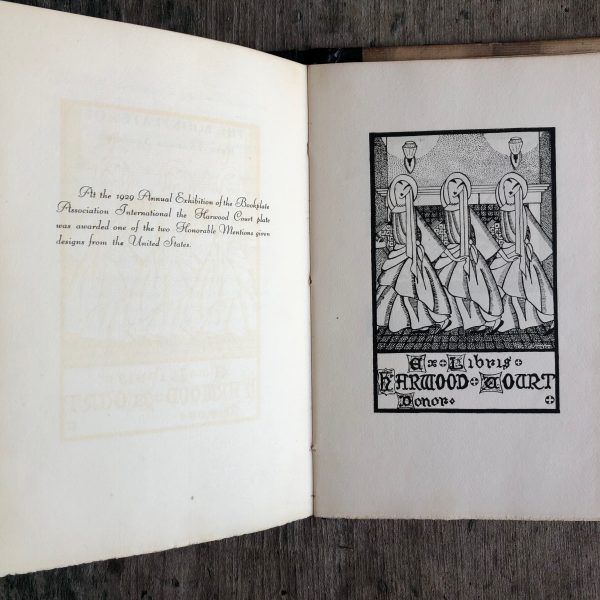 At the 1929 Annual Exhibition of the Bookplate
Association International the Harwood Court plate
was awarded one of the two Honorable Mentions given
designs from the United States.
Ex Libris
HARWOOD COURT
Donor